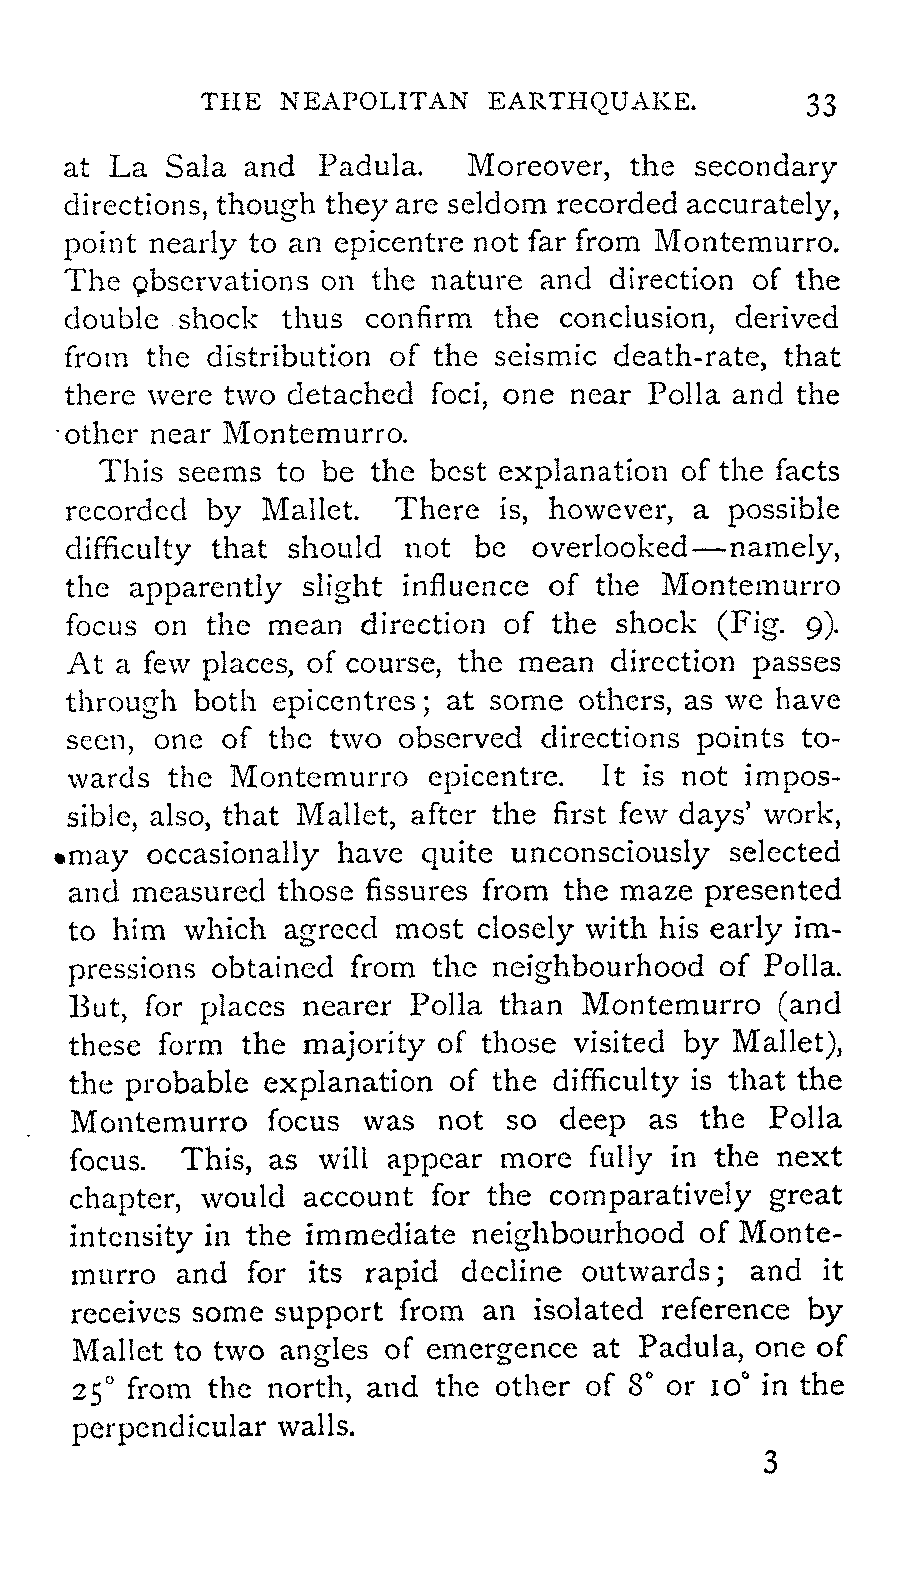 THE NEAPOLITAN EARTHQUAKE. 33
at La Sala and Padula. Moreover, the secondary
directions, though they are seldom recorded accurately,
point nearly to an epicentre not far from Montemurro.
The observations on the nature and direction of the
double shock thus confirm the conclusion, derived
from the distribution of the seismic death-rate, that
there were two detached foci, one near Polla and the
other near Montemurro.
This seems to be the best explanation of the facts
recorded by Mallet. There is, however, a possible
difficulty that should not be overlooked—namely,
the apparently slight influence of the Montemurro
focus on the mean direction of the shock (Fig. 9).
At a few places, of course, the mean direction passes
through both epicentres; at some others, as we have
seen, one of the two observed directions points to-
wards the Montemurro epicentre. It is not impos-
sible, also, that Mallet, after the first few days' work,
may occasionally have quite unconsciously selected
and measured those fissures from the maze presented
to him which agreed most closely with his early im-
pressions obtained from the neighbourhood of Polla.
But, for places nearer Polla than Montemurro (and
these form the majority of those visited by Mallet),
the probable explanation of the difficulty is that the
Montemurro focus was not so deep as the Polla
focus. This, as will appear more fully in the next
chapter, would account for the comparatively great
intensity in the immediate neighbourhood of Monte-
murro and for its rapid decline outwards; and it
receives some support from an isolated reference by
Mallet to two angles of emergence at Padula, one of
25° from the north, and the other of 8° or 10° in the
perpendicular walls.
3